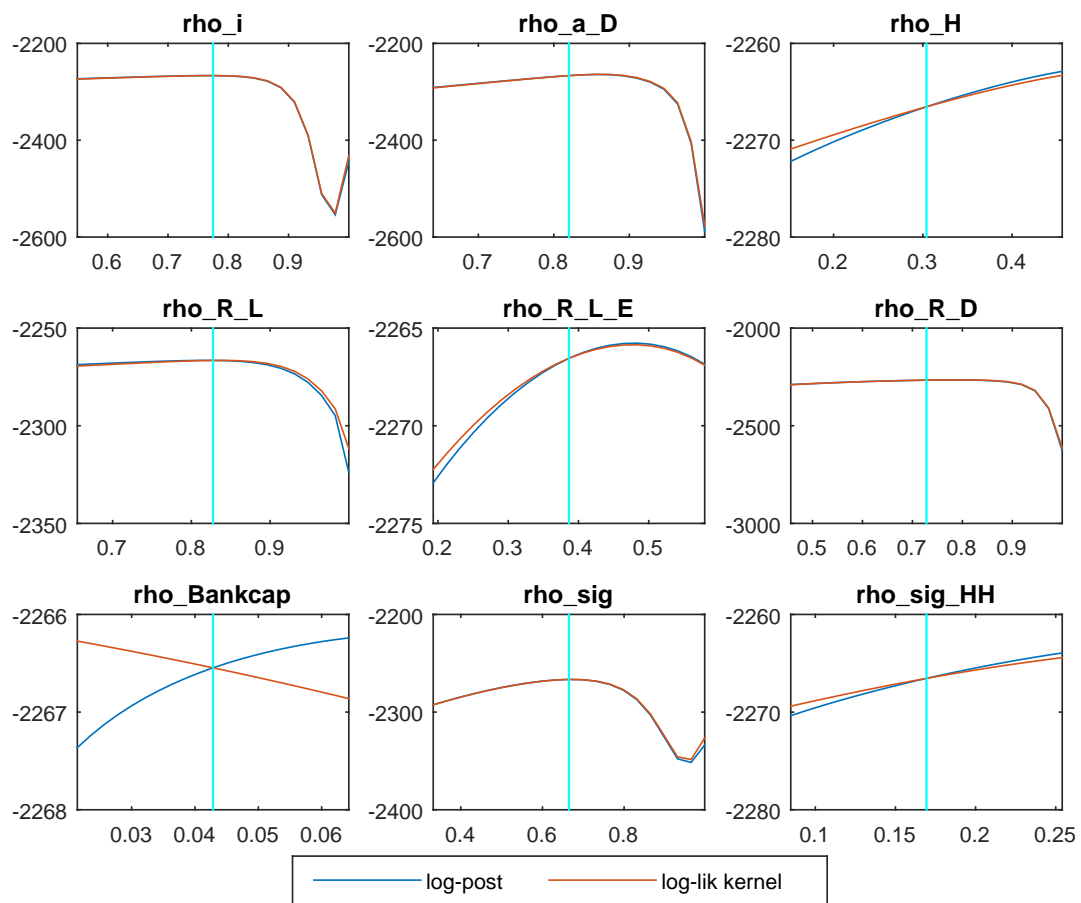 rho_i
-2200
-2400
-2600
0.6 0.7 0.8 0.9
rho_a_D
-2200
-2400
-2600
0.7 0.8 0.9
rho_H
-2260
-2270
-2280
0.2 0.3 0.4
rho_R_L
-2250
-2300
-2350
0.7 0.8 0.9
rho_R_L_E
-2265
-2270
-2275
0.2 0.3 0.4 0.5
rho_R_D
-2000
-2500
-3000
0.5 0.6 0.7 0.8 0.9
rho_Bankcap
-2266
-2267
-2268
0.03 0.04 0.05 0.06
rho_sig
-2200
-2300
-2400
0.4 0.6 0.8
rho_sig_HH
-2260
-2270
-2280
0.1 0.15 0.2 0.25
log-post log-lik kernel